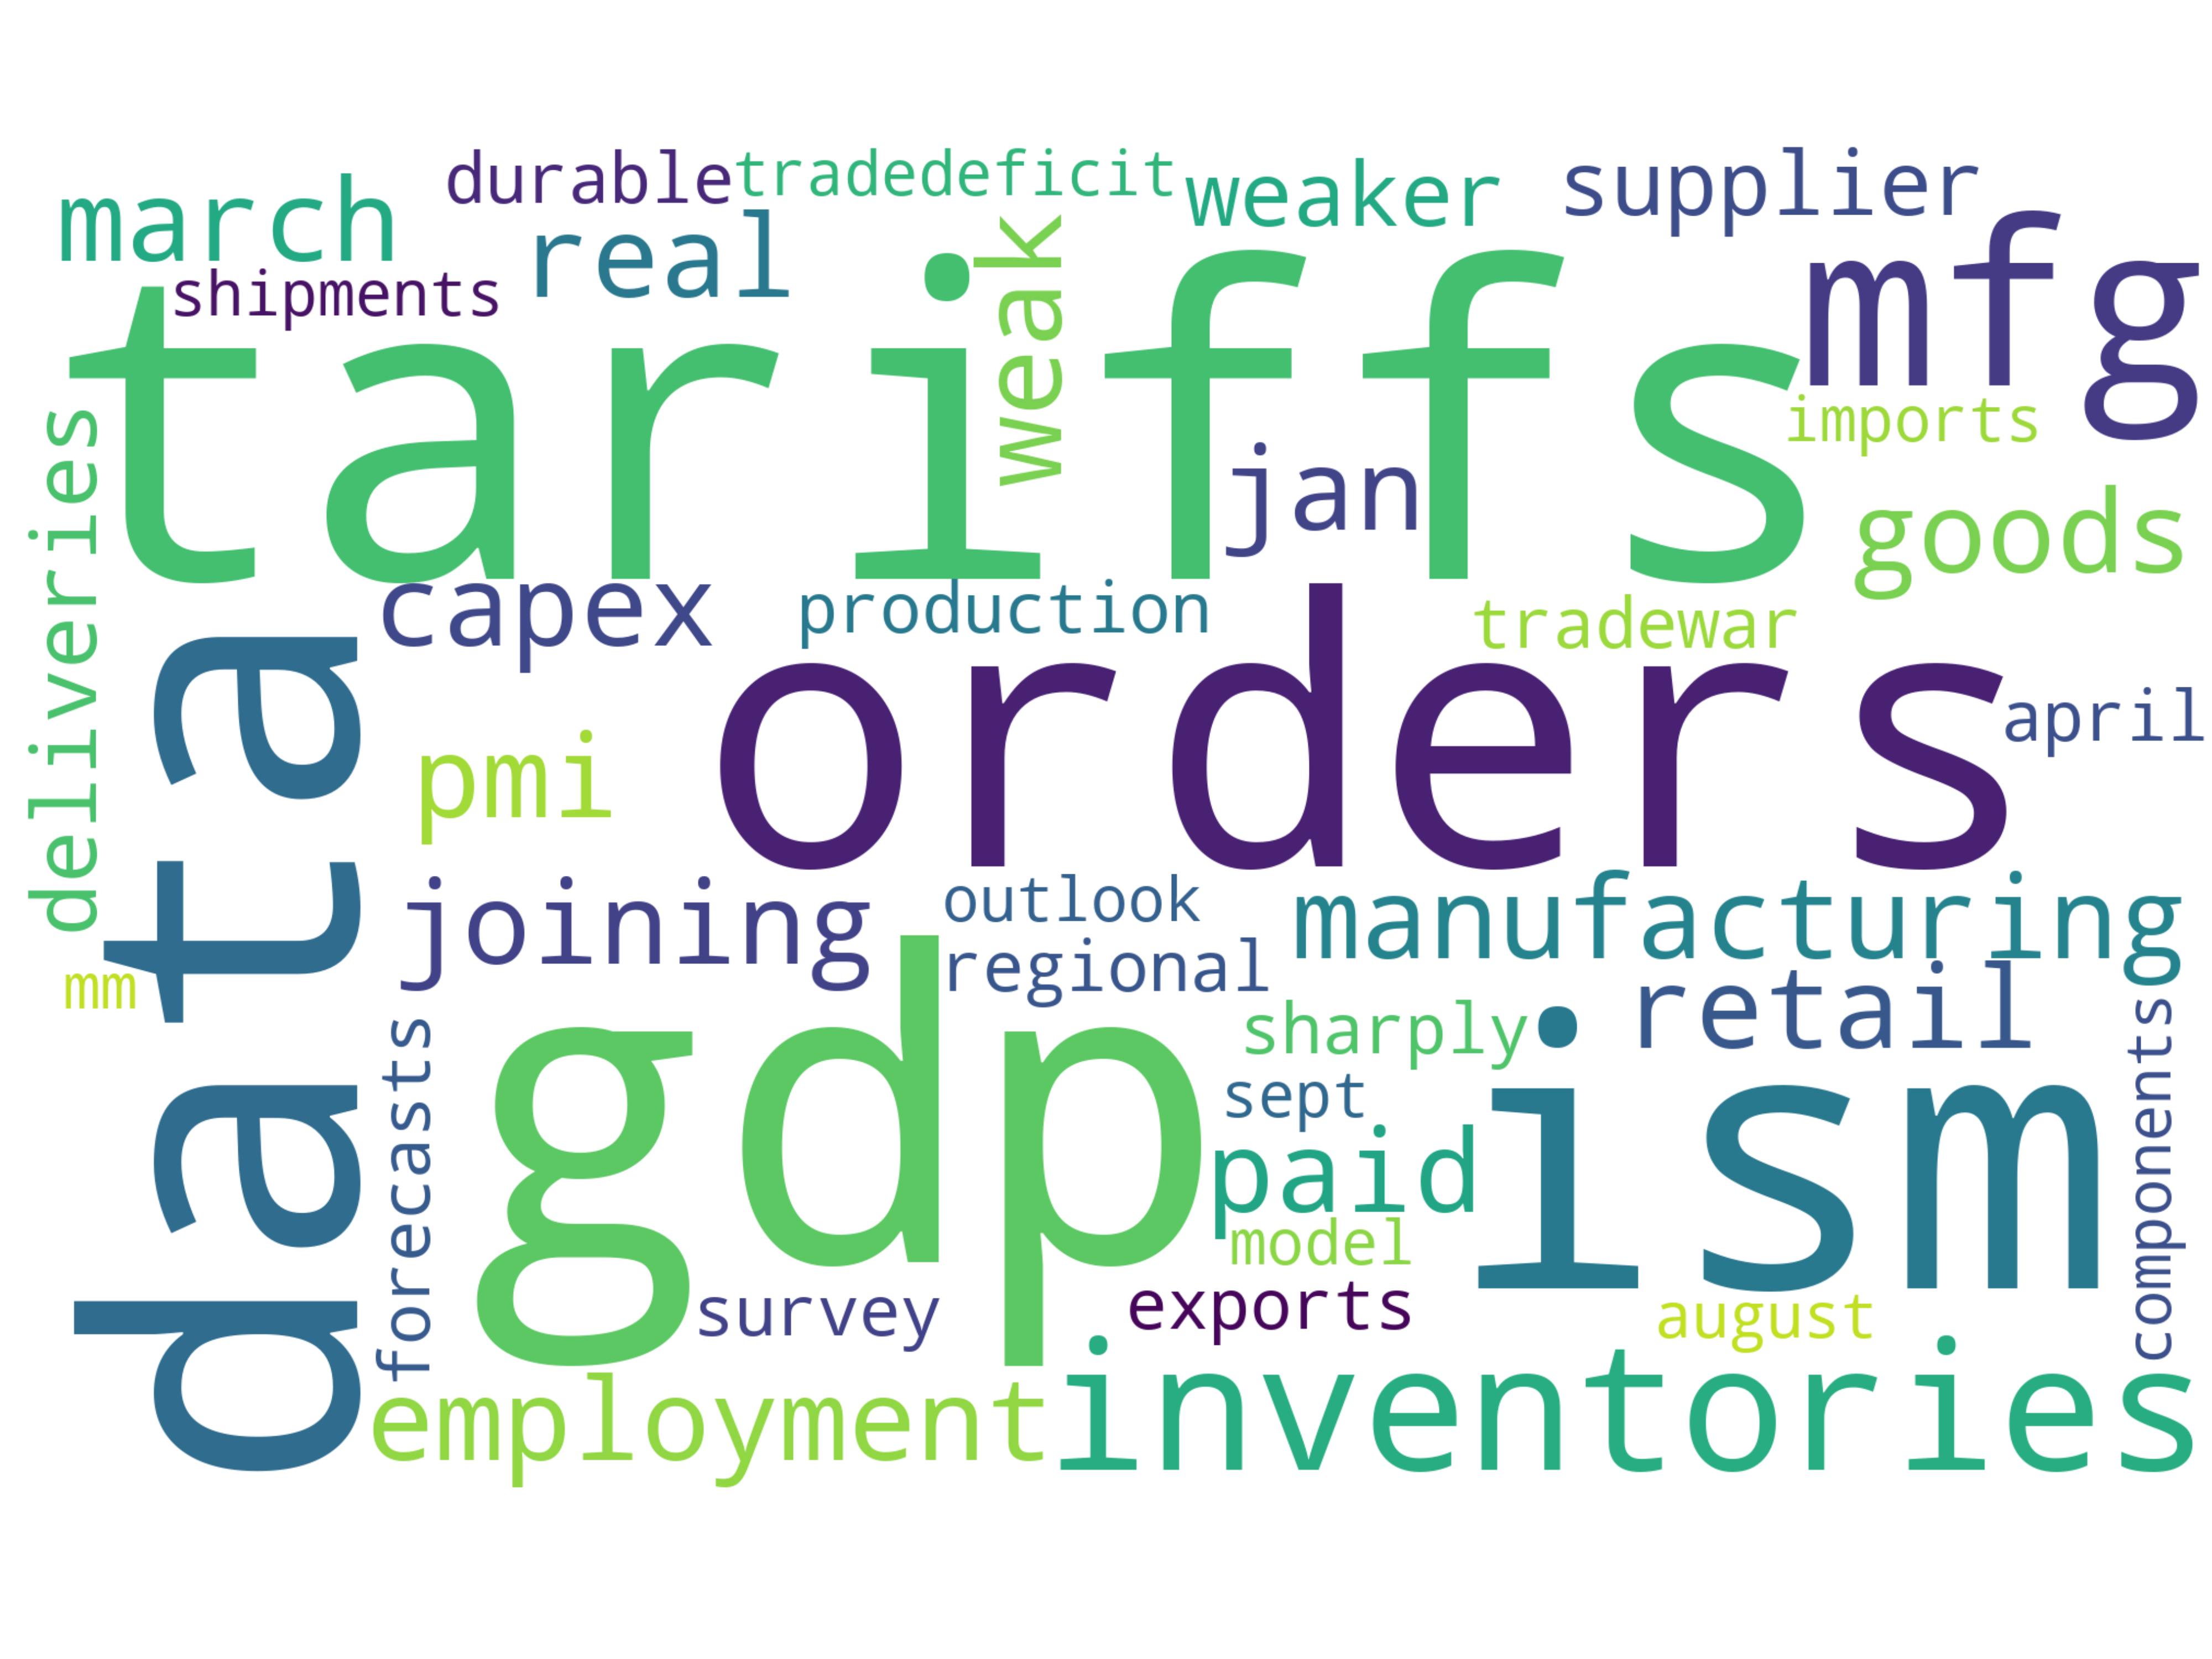 durable
tradedeficit
weaker
supplier
march
real
weak
mfg
shipments
tariffs
imports
jan
goods
deliveries
capex
production
tradewar
data
orders
april
pmi
joining
outlook
manufacturing
regional
mm
retail
sharply
components
forecasts
gdp
sept
ism
paid
model
survey
exports
august
employment
inventories